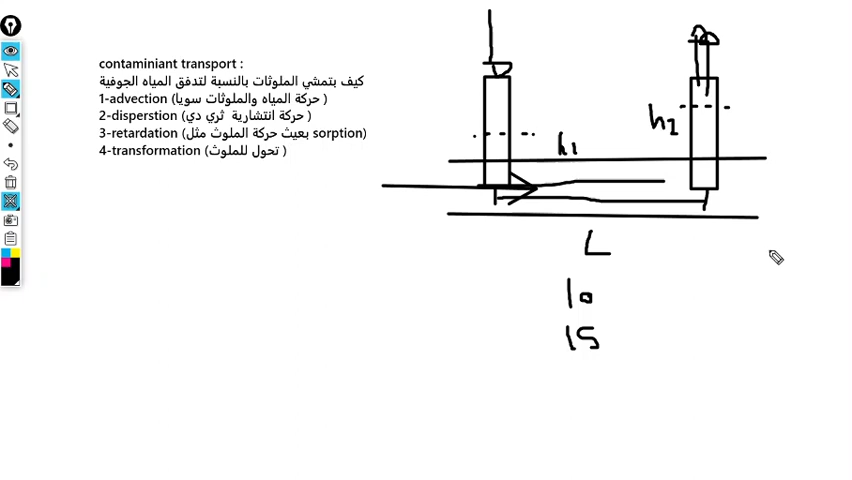 contaminiant transport :
كيف بتمشي الملوثات بالنسبة لتدفق المياه الجوفية
1-advection (حركة المياه والملوثات سويا )
2-disperstion (حركة انتشارية  ثري دي )
3-retardation (بعيث حركة الملوث مثل sorption)
4-transformation (تحول للملوث )
h1
h2
L
10
15